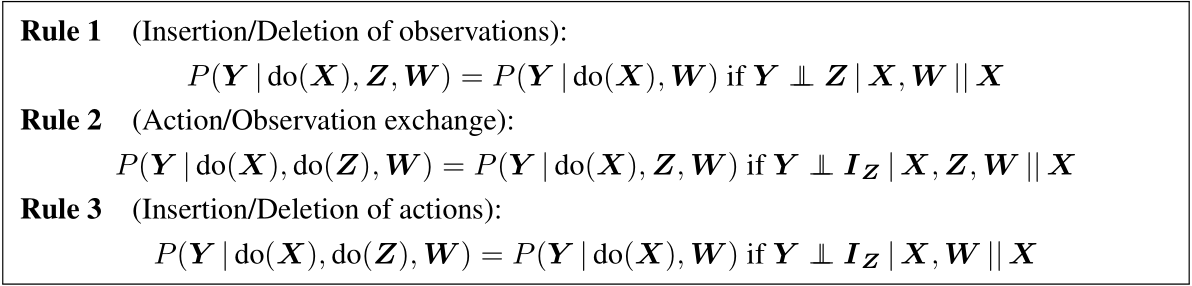 Rule 1 (Insertion/Deletion of observations):
P(Y | do(X), Z, W) = P(Y | do(X), W) if Y ⫫ Z | X, W || X
Rule 2 (Action/Observation exchange):
P(Y | do(X), do(Z), W) = P(Y | do(X), Z, W) if Y ⫫ I_Z | X, Z, W || X
Rule 3 (Insertion/Deletion of actions):
P(Y | do(X), do(Z), W) = P(Y | do(X), W) if Y ⫫ I_Z | X, W || X